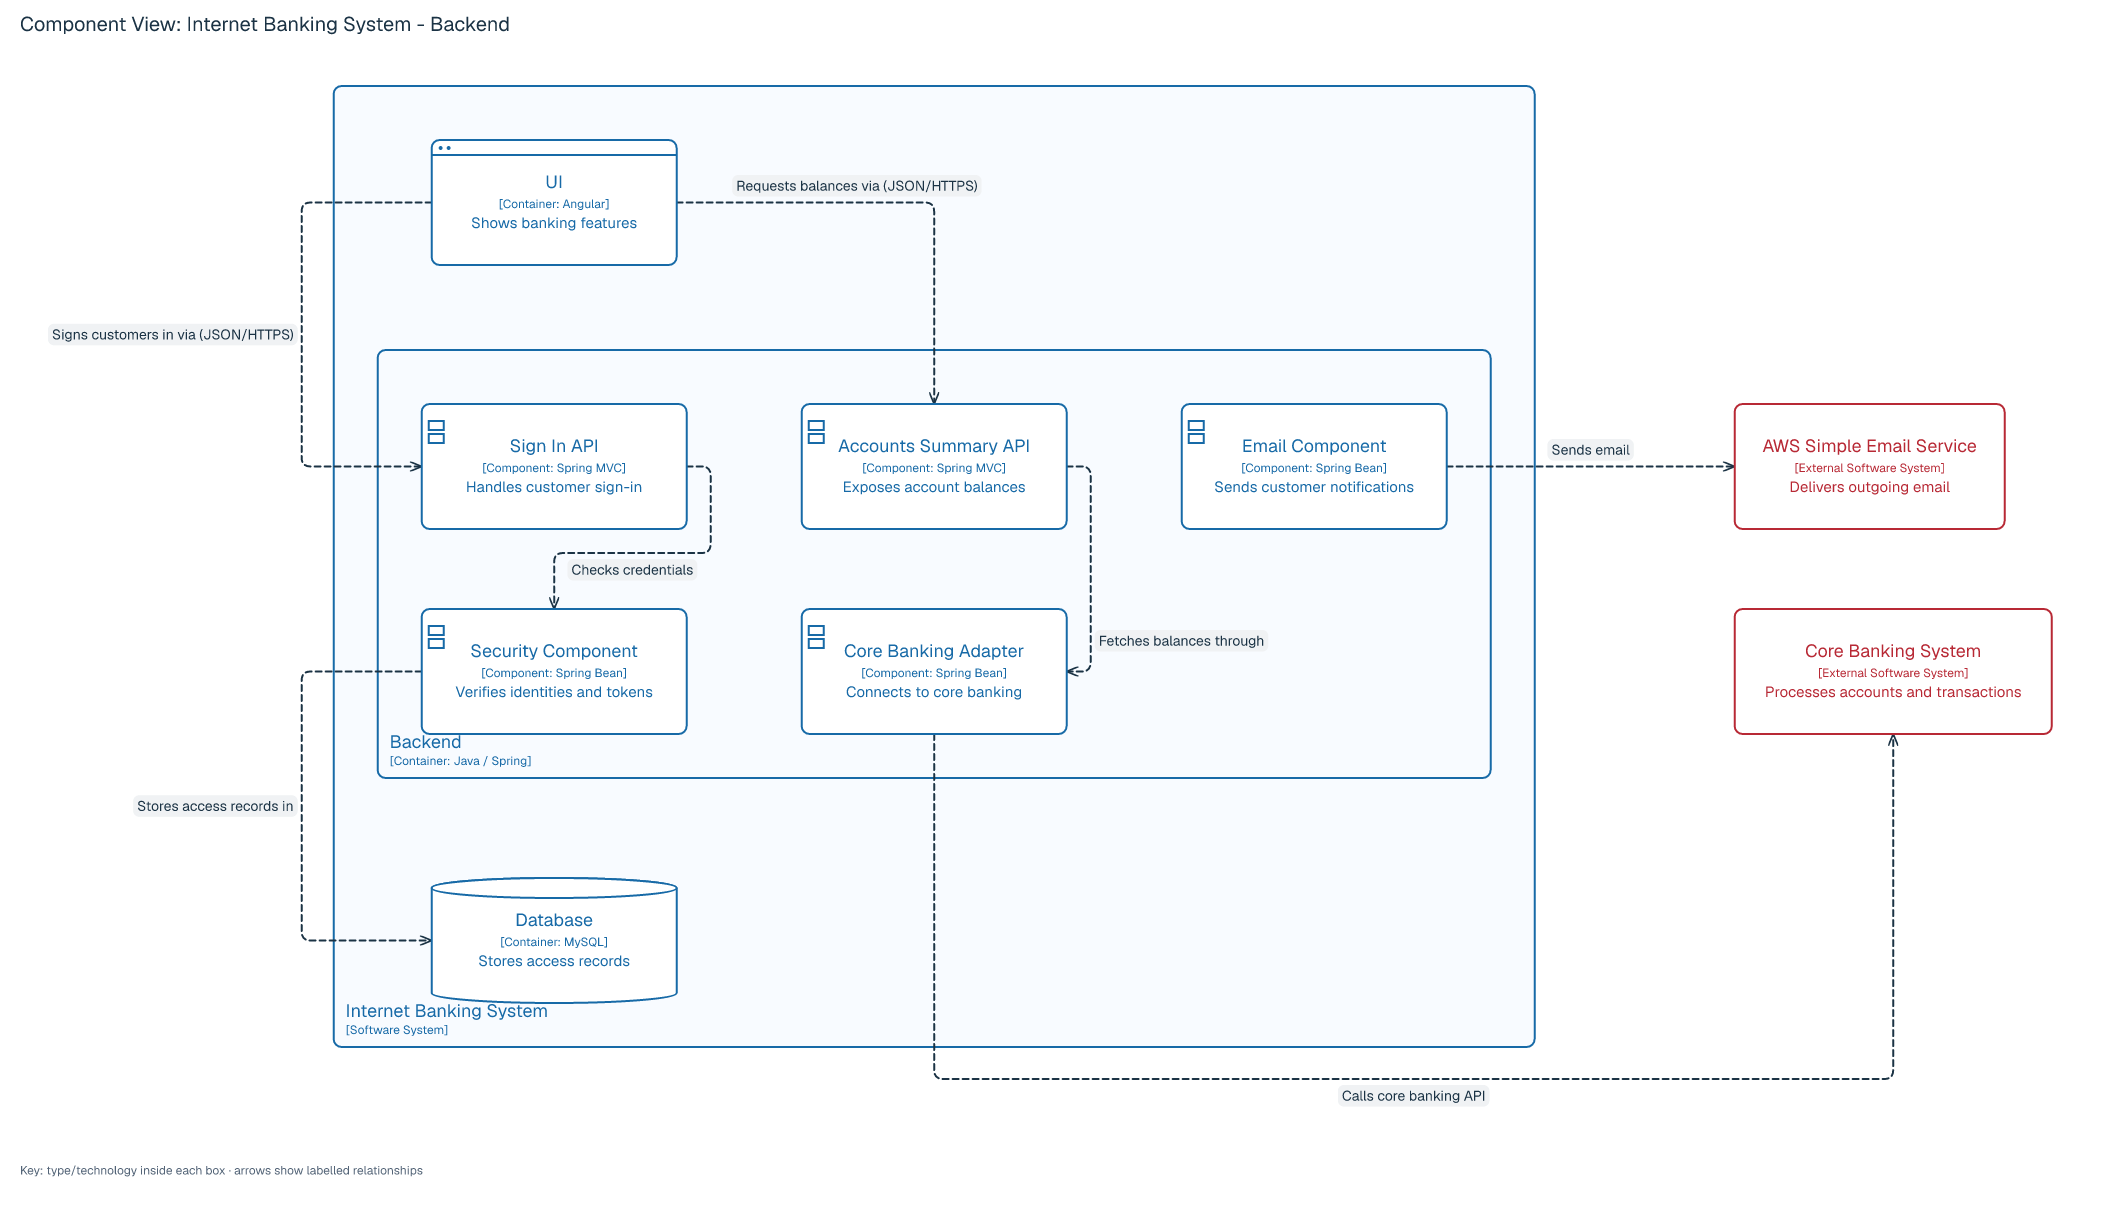 Component View: Internet Banking System - Backend
UI
[Container: Angular]
Shows banking features
Requests balances via (JSON/HTTPS)
Signs customers in via (JSON/HTTPS)
Sign In API
[Component: Spring MVC]
Handles customer sign-in
Accounts Summary API
[Component: Spring MVC]
Exposes account balances
Email Component
[Component: Spring Bean]
Sends customer notifications
Sends email
AWS Simple Email Service
[External Software System]
Delivers outgoing email
Checks credentials
Security Component
[Component: Spring Bean]
Verifies identities and tokens
Core Banking Adapter
[Component: Spring Bean]
Connects to core banking
Fetches balances through
Core Banking System
[External Software System]
Processes accounts and transactions
Backend
[Container: Java / Spring]
Stores access records in
Database
[Container: MySQL]
Stores access records
Internet Banking System
[Software System]
Calls core banking API
Key: type/technology inside each box · arrows show labelled relationships